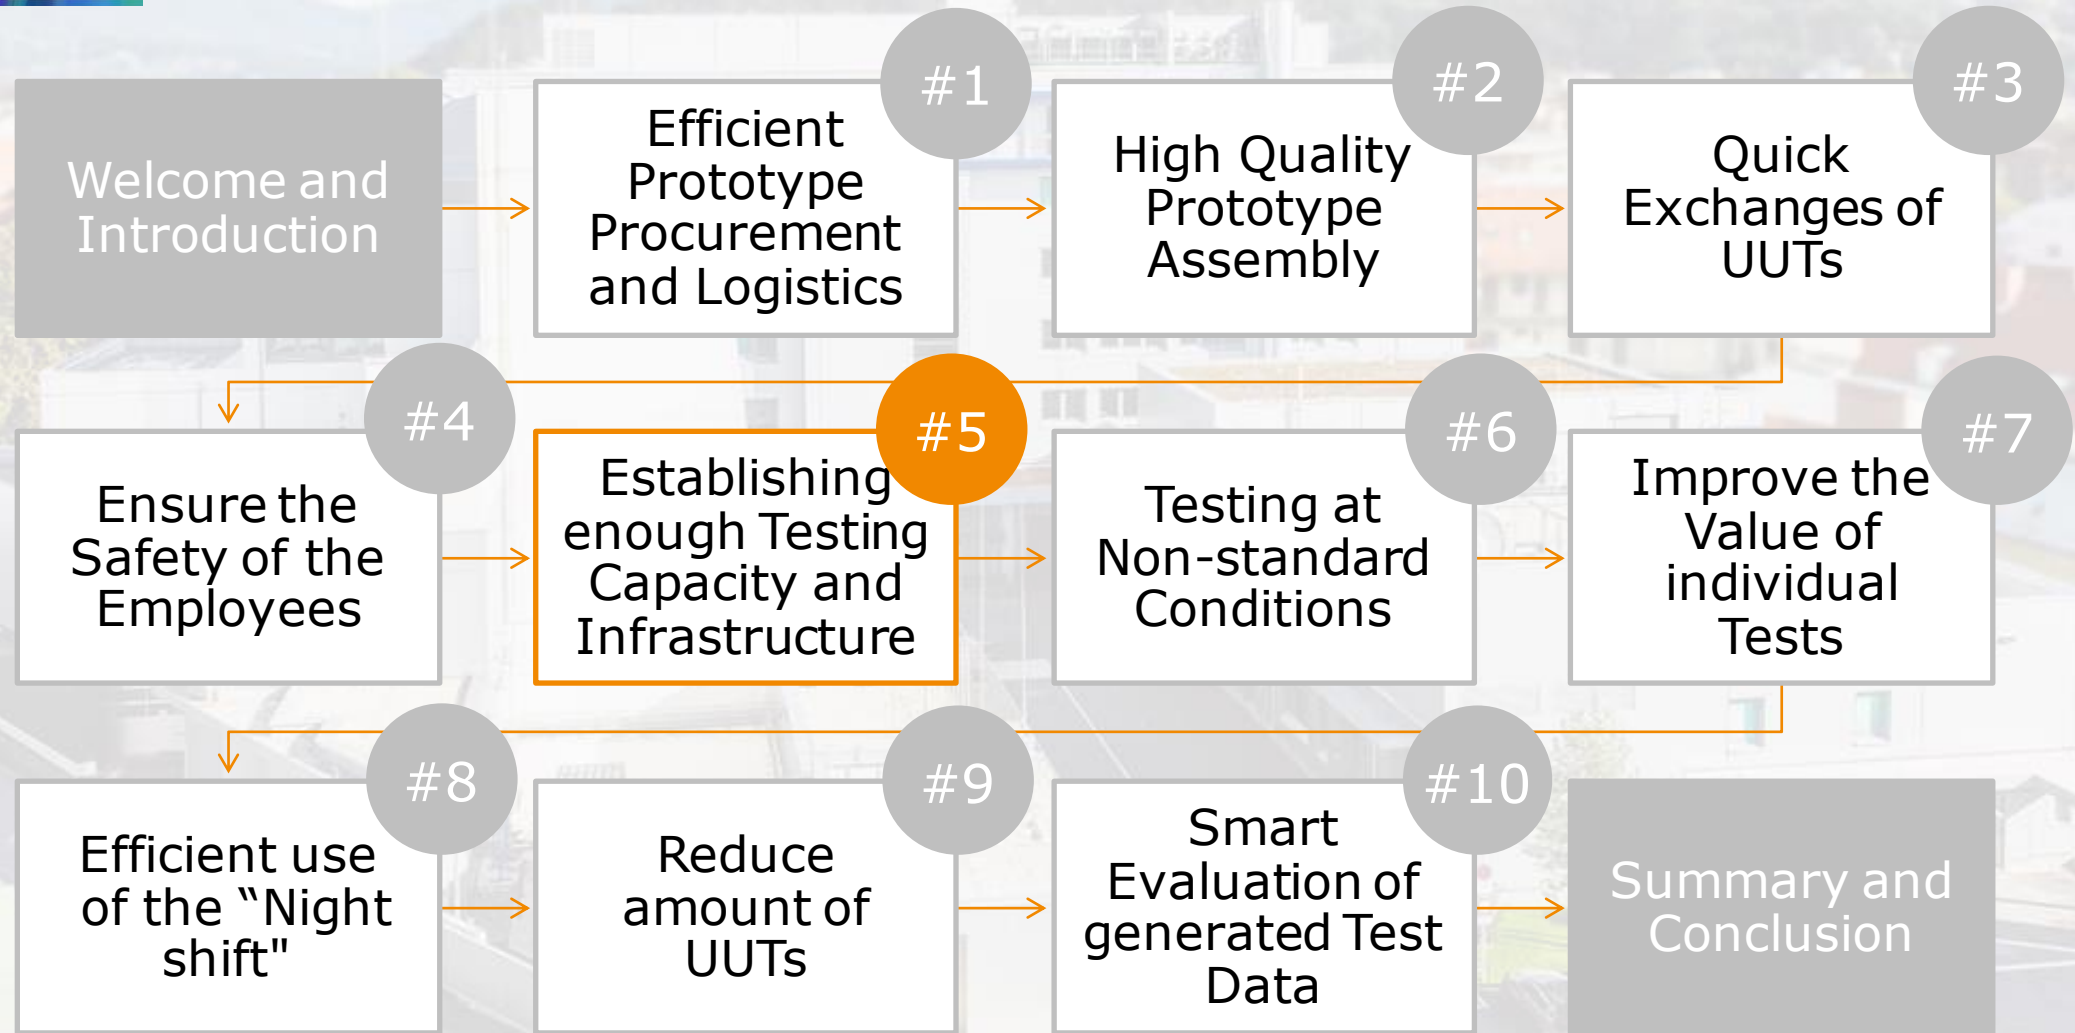 Welcome and
Introduction
#1
Efficient
Prototype
Procurement
and Logistics
#2
High Quality
Prototype
Assembly
#3
Quick
Exchanges of
UUTs
#4
Ensure the
Safety of the
Employees
#5
Establishing
enough Testing
Capacity and
Infrastructure
#6
Testing at
Non-standard
Conditions
#7
Improve the
Value of
individual
Tests
#8
Efficient use
of the “Night
shift"
#9
Reduce
amount of
UUTs
#10
Smart
Evaluation of
generated Test
Data
Summary and
Conclusion